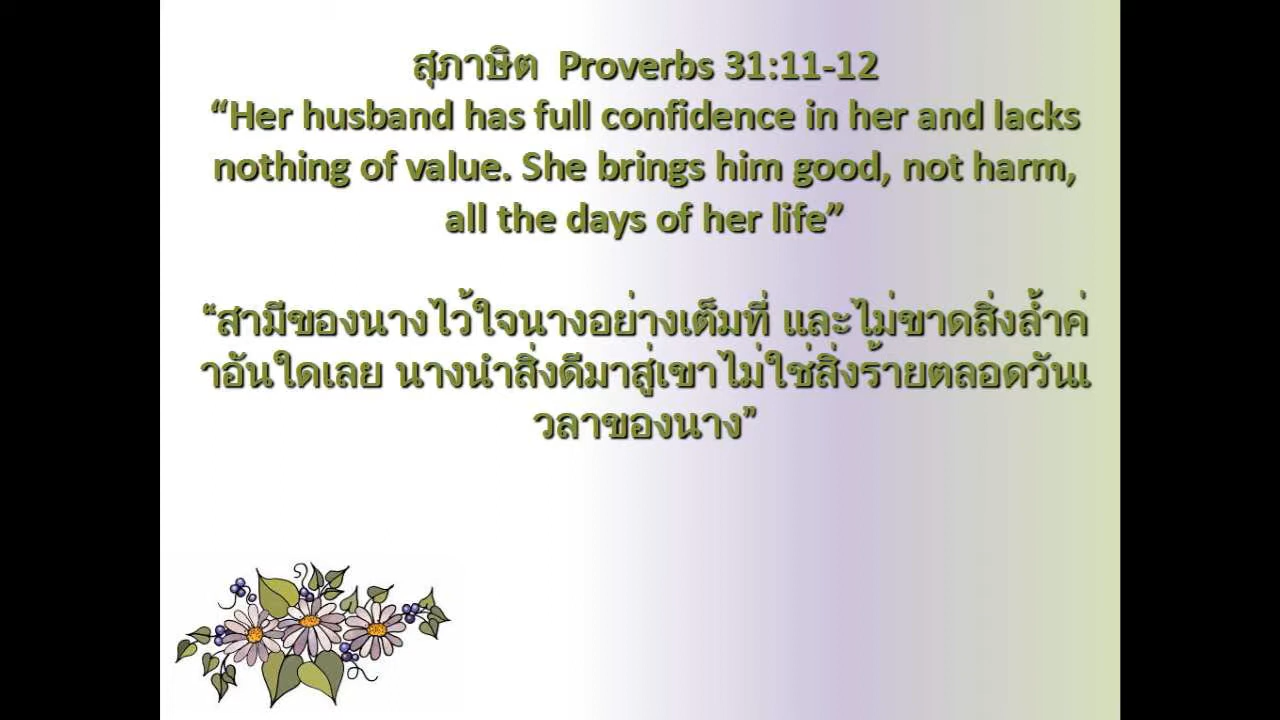 สุภาษิต Proverbs 31:11-12
“Her husband has full confidence in her and lacks
nothing of value. She brings him good, not harm,
all the days of her life”
“สามีของนางไว้ใจนางอย่างเต็มที่ และไม่ขาดสิ่งล้ำค่
าอันใดเลย นางนำสิ่งดีมาสู่เขาไม่ใช่สิ่งร้ายตลอดวันเ
วลาของนาง”